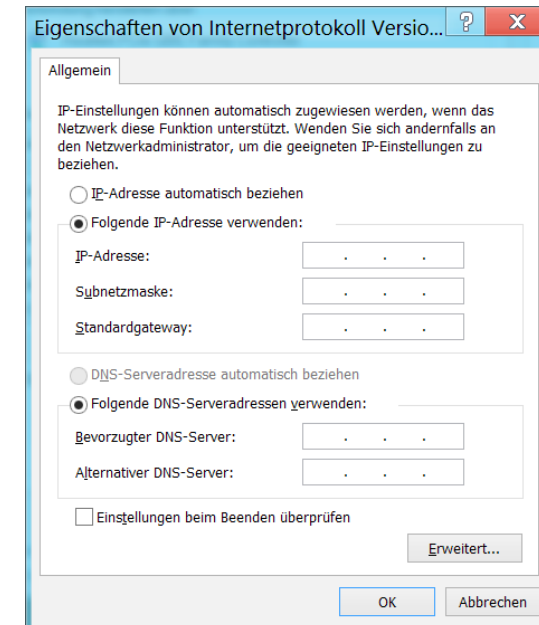 Eigenschaften von Internetprotokoll Versio...
Allgemein
IP-Einstellungen können automatisch zugewiesen werden, wenn das
Netzwerk diese Funktion unterstützt. Wenden Sie sich andernfalls an
den Netzwerkadministrator, um die geeigneten IP-Einstellungen zu
beziehen.
IP-Adresse automatisch beziehen
Folgende IP-Adresse verwenden:
IP-Adresse:
Subnetzmaske:
Standardgateway:
DNS-Serveradresse automatisch beziehen
Folgende DNS-Serveradressen verwenden:
Bevorzugter DNS-Server:
Alternativer DNS-Server:
Einstellungen beim Beenden überprüfen
Erweitert...
OK Abbrechen